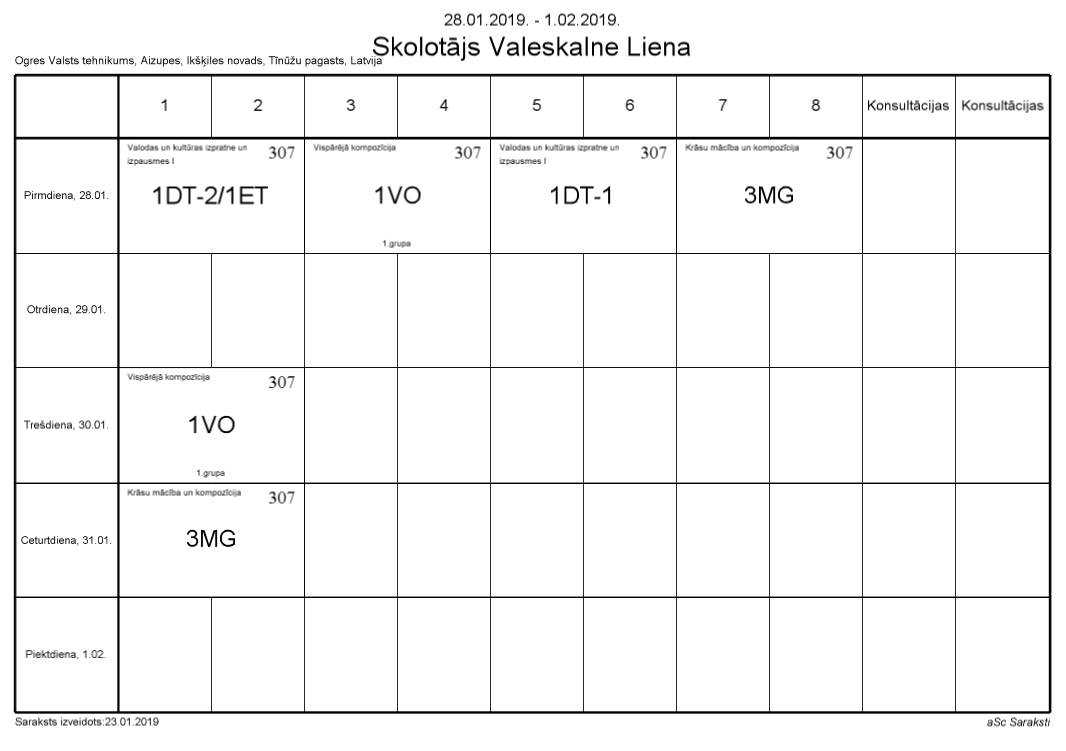 28.01.2019. - 1.02.2019.
Skolotājs Valeskalne Liena
Ogres Valsts tehnikums, Aizupes, Ikšķiles novads, Tīnūžu pagasts, Latvija
1 2 3 4 5 6 7 8 Konsultācijas Konsultācijas
Pirmdiena, 28.01.
Valodas un kultūras izpratne un
izpausmes I
307
1DT-2/1ET
Vispārējā kompozīcija
307
1VO
1.grupa
Valodas un kultūras izpratne un
izpausmes I
307
1DT-1
Krāsu mācība un kompozīcija
307
3MG
Otrdiena, 29.01.
Trešdiena, 30.01.
Vispārējā kompozīcija
307
1VO
1.grupa
Ceturtdiena, 31.01.
Krāsu mācība un kompozīcija
307
3MG
Piektdiena, 1.02.
Saraksts izveidots:23.01.2019
aSc Saraksti